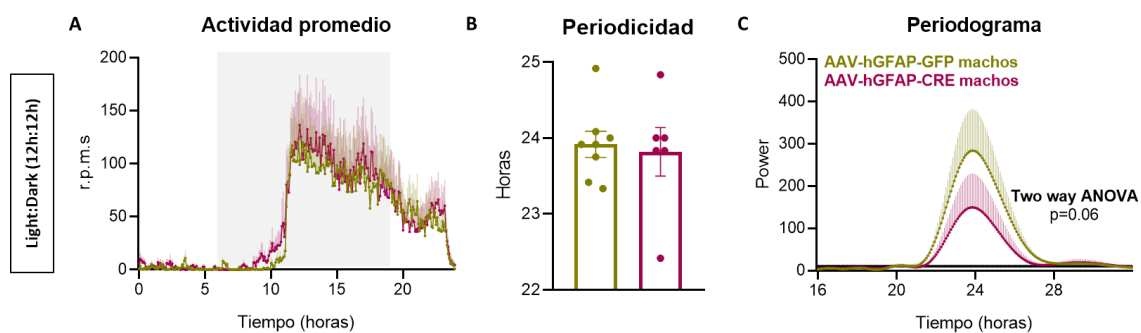 A
Actividad promedio
B
Periodicidad
C
Periodograma
Light:Dark (12h:12h)
r.p.m.s
200
150
100
50
0
0
5
10
15
20
Tiempo (horas)
Horas
25
24
23
22
Power
500
400
300
200
100
0
AAV-hGFAP-GFP machos
AAV-hGFAP-CRE machos
Two way ANOVA
p=0.06
16
20
24
28
Tiempo (horas)